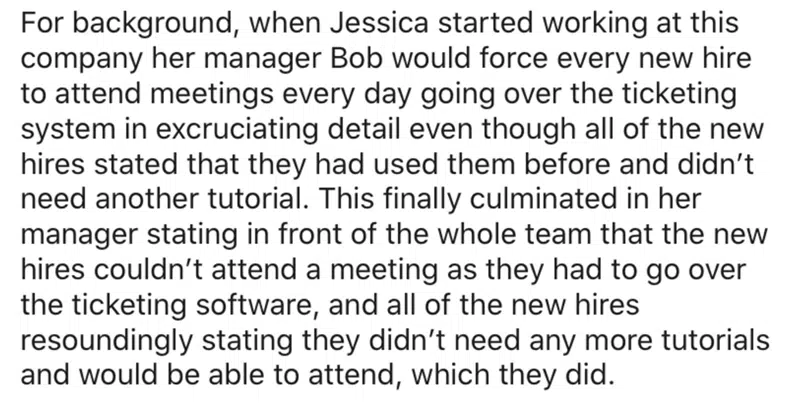 For background, when Jessica started working at this
company her manager Bob would force every new hire
to attend meetings every day going over the ticketing
system in excruciating detail even though all of the new
hires stated that they had used them before and didn’t
need another tutorial. This finally culminated in her
manager stating in front of the whole team that the new
hires couldn’t attend a meeting as they had to go over
the ticketing software, and all of the new hires
resoundingly stating they didn’t need any more tutorials
and would be able to attend, which they did.